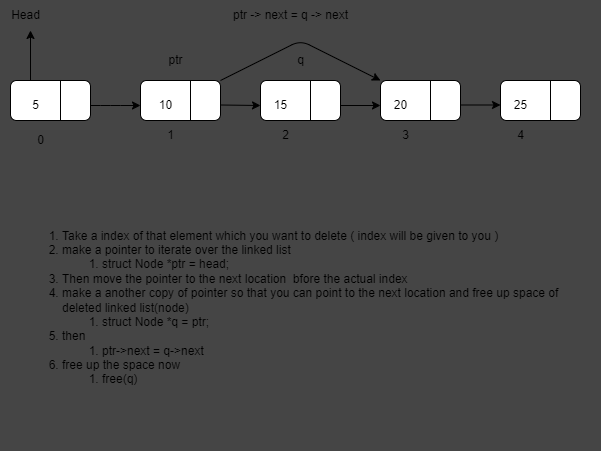 Head
ptr -> next = q -> next
ptr
q
5
10
15
20
25
0
1
2
3
4
1. Take a index of that element which you want to delete ( index will be given to you )
2. make a pointer to iterate over the linked list
1. struct Node *ptr = head;
3. Then move the pointer to the next location  bfore the actual index
4. make a another copy of pointer so that you can point to the next location and free up space of
deleted linked list(node)
1. struct Node *q = ptr;
5. then
1. ptr->next = q->next
6. free up the space now
1. free(q)